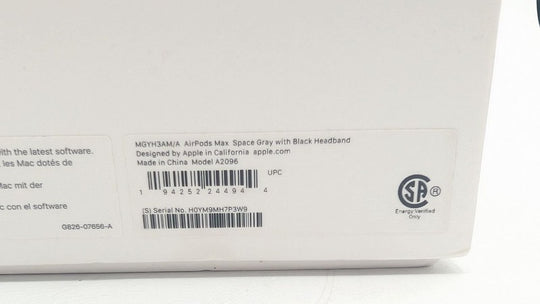 with the latest software.
les Mac dotés de
Mac mit der
c con el software
G826-07656-A
MGYH3AM/A AirPods Max Space Gray with Black Headband
Designed by Apple in California apple.com
Made in China Model A2096
UPC
1 94252 24494 4
(S) Serial No. H0YM9MH7P3W9
SA
Energy Verified
Only